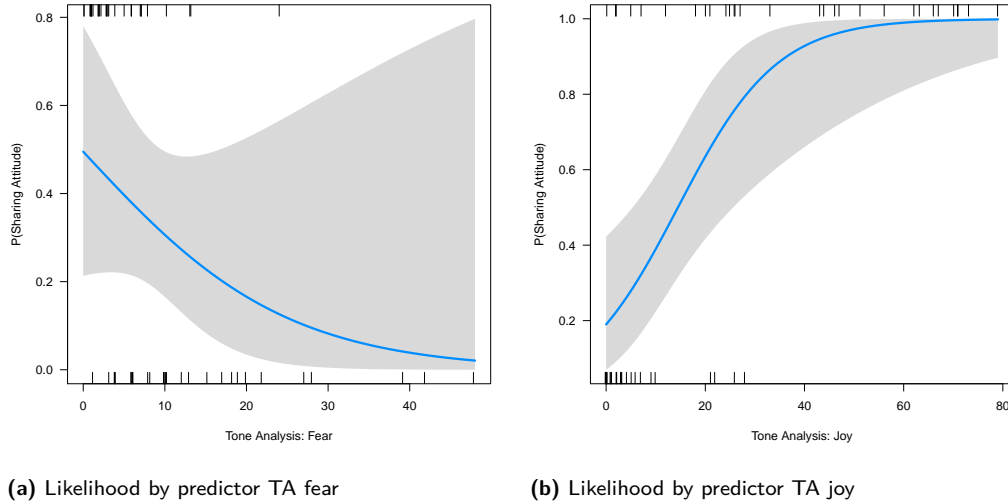 0.8
0.6
0.4
0.2
0.0
P(Sharing Attitude)
0 10 20 30 40
Tone Analysis: Fear
(a) Likelihood by predictor TA fear
1.0
0.8
0.6
0.4
0.2
P(Sharing Attitude)
0 20 40 60 80
Tone Analysis: Joy
(b) Likelihood by predictor TA joy